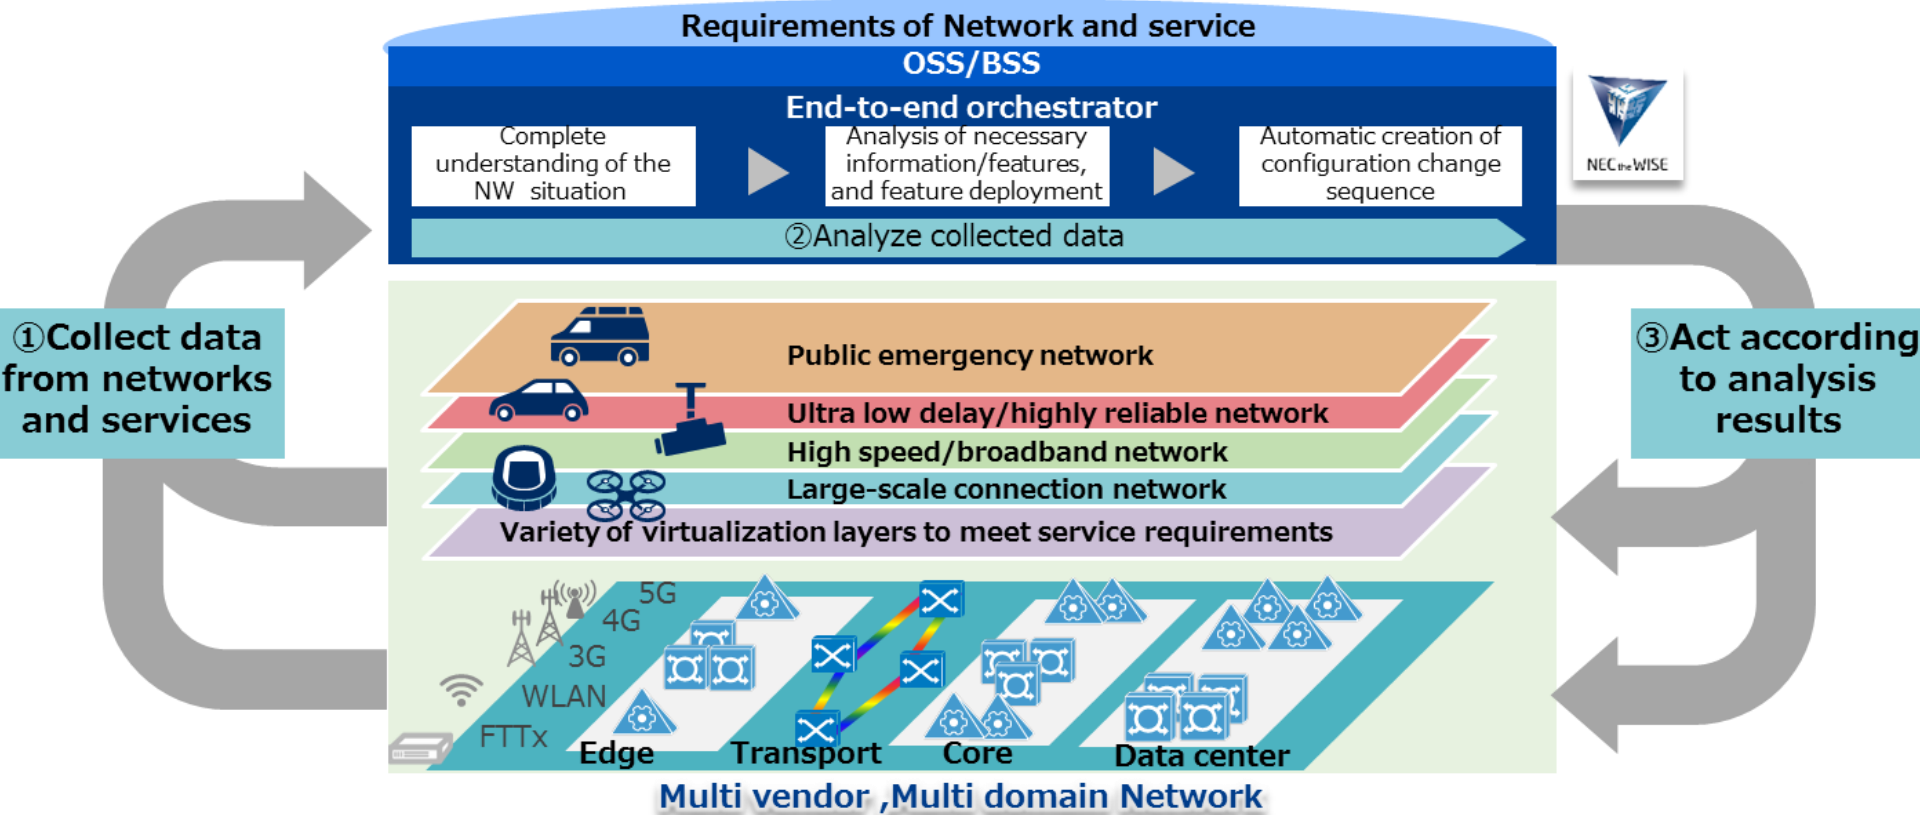 Requirements of Network and service
OSS/BSS
End-to-end orchestrator
Complete
understanding of the
NW situation
Analysis of necessary
information/features,
and feature deployment
Automatic creation of
configuration change
sequence
NEC the WISE
②Analyze collected data
①Collect data
from networks
and services
③Act according
to analysis
results
Public emergency network
Ultra low delay/highly reliable network
High speed/broadband network
Large-scale connection network
Variety of virtualization layers to meet service requirements
5G
4G
3G
WLAN
FTTx
Edge
Transport
Core
Data center
Multi vendor ,Multi domain Network